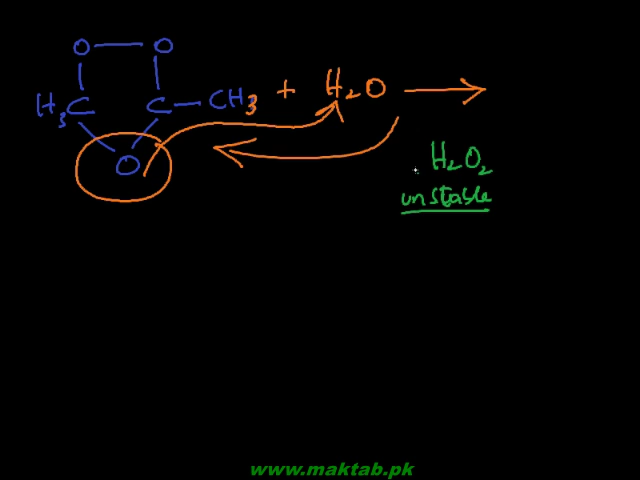 O — O
H₃C C — CH₃ + H₂O →
O
H₂O₂
unstable
www.maktab.pk